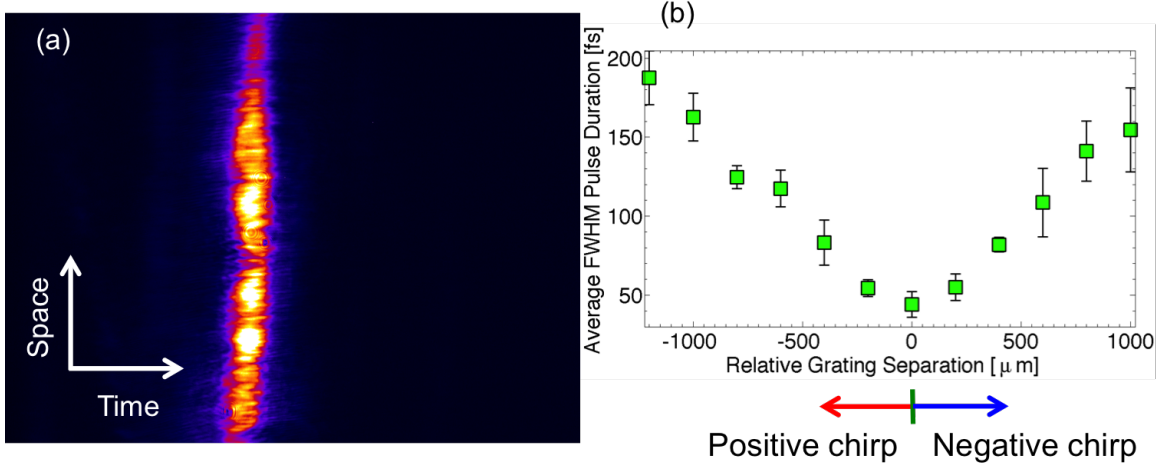 (a)
Space
Time
(b)
Average FWHM Pulse Duration [fs]
200
150
100
50
-1000
-500
0
500
1000
Relative Grating Separation [ μ m]
Positive chirp
Negative chirp